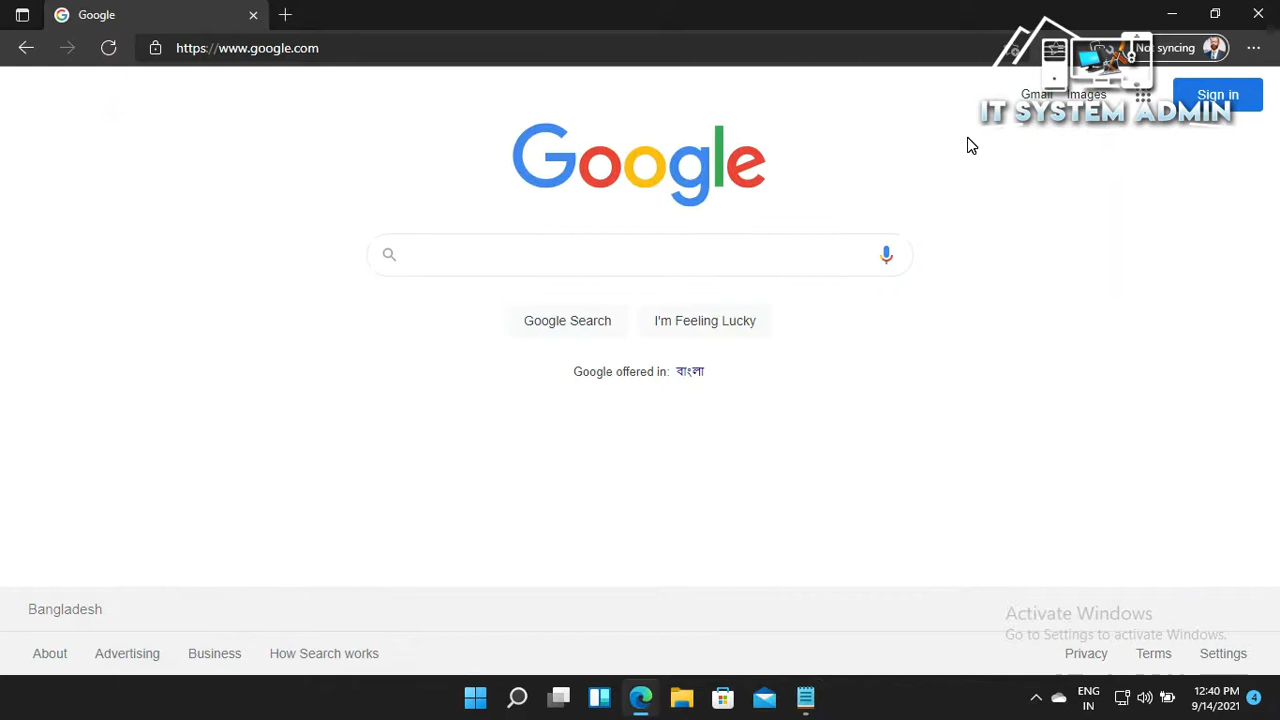 Google
https://www.google.com
Not syncing
Gmail Images
Sign in
IT SYSTEM ADMIN
Google
Google Search
I'm Feeling Lucky
Google offered in: বাংলা
Bangladesh
Activate Windows
Go to Settings to activate Windows.
About Advertising Business How Search works
Privacy Terms Settings
ENG
IN
12:40 PM
9/14/2021
4